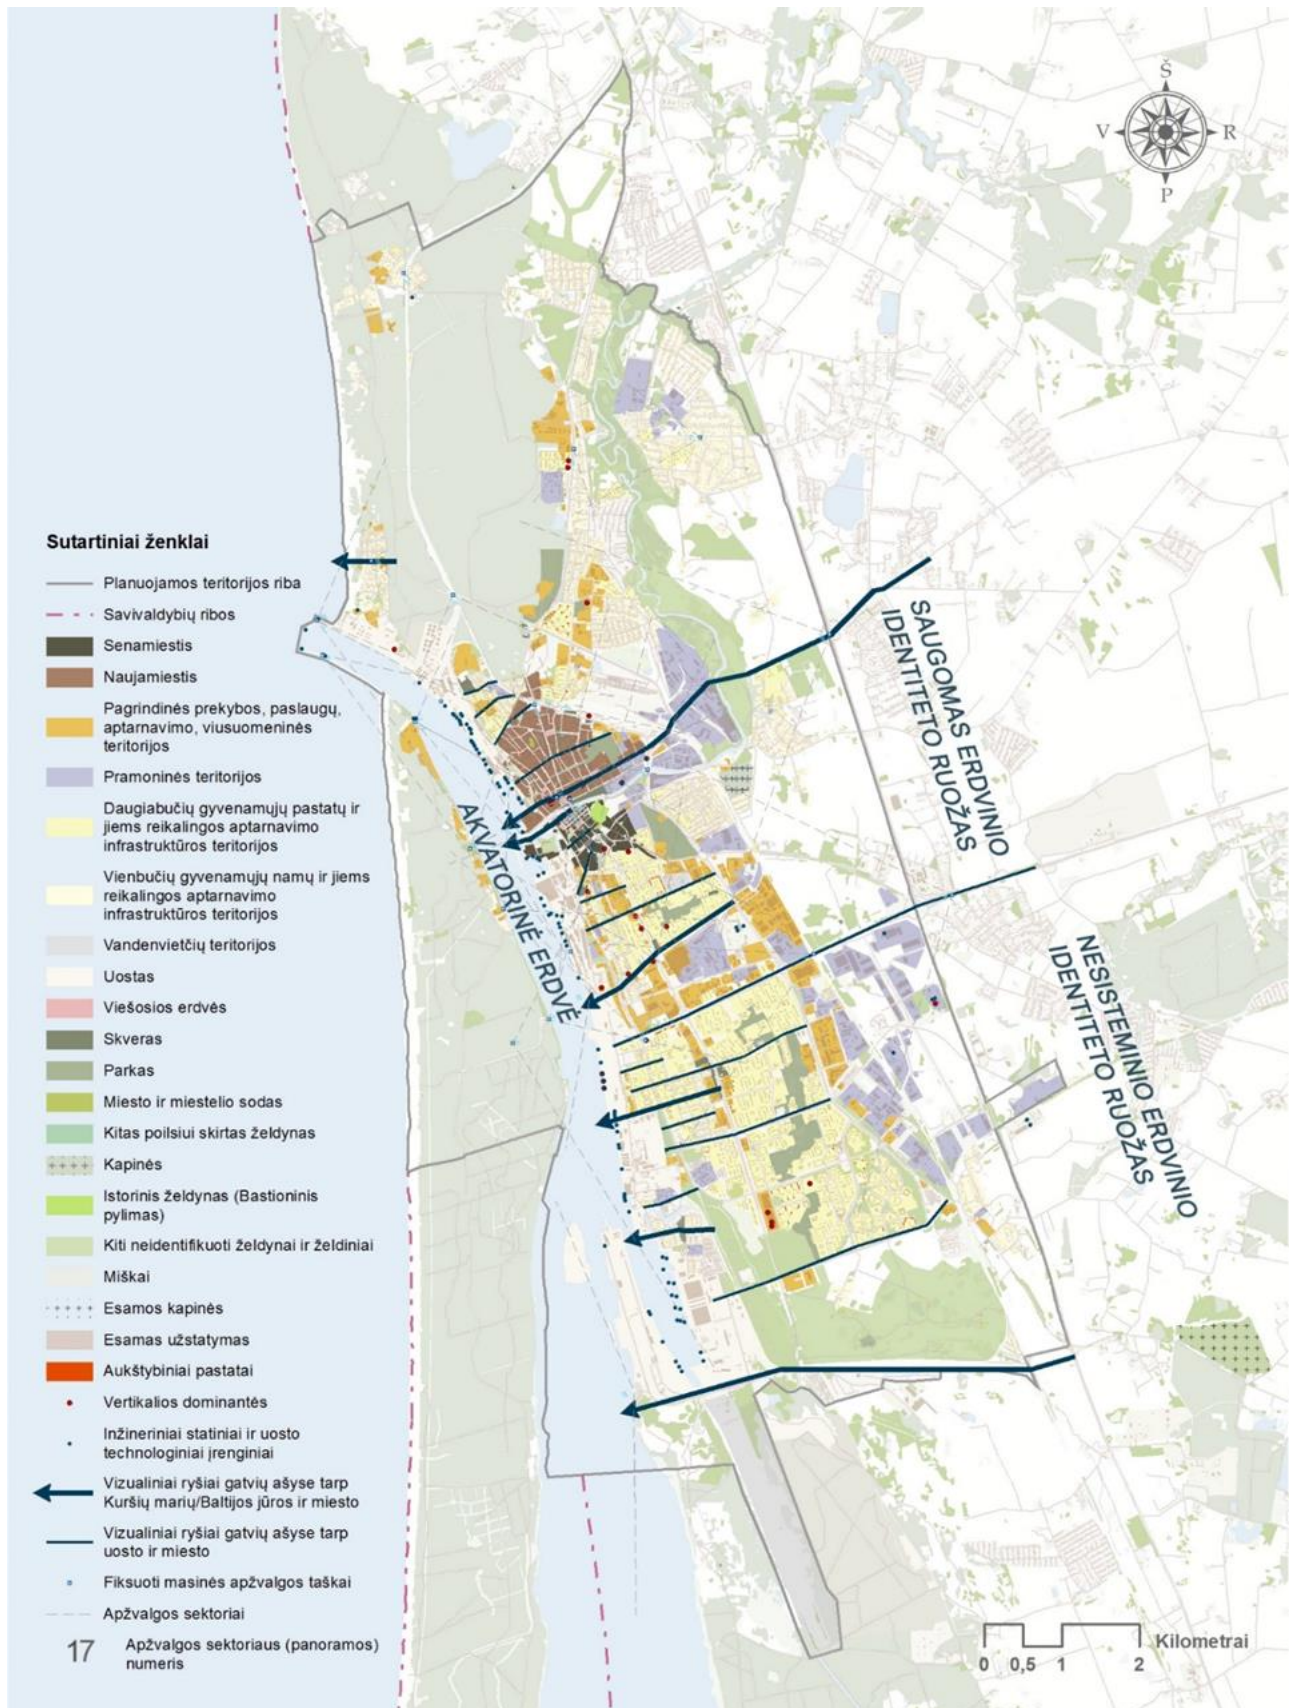 Š
V
R
P
Sutartiniai ženklai
Planuojamos teritorijos riba
Savivaldybių ribos
Senamiestis
Naujamiestis
Pagrindinės prekybos, paslaugų,
aptarnavimo, viusuomeninės
teritorijos
Pramoninės teritorijos
Daugiabučių gyvenamųjų pastatų ir
jiems reikalingos aptarnavimo
infrastruktūros teritorijos
Vienbučių gyvenamųjų namų ir jiems
reikalingos aptarnavimo
infrastruktūros teritorijos
Vandenviečių teritorijos
Uostas
Viešosios erdvės
Skveras
Parkas
Miesto ir miestelio sodas
Kitas poilsiui skirtas želdynas
Kapinės
Istorinis želdynas (Bastioninis
pylimas)
Kiti neidentifikuoti želdynai ir želdiniai
Miškai
Esamos kapinės
Esamas užstatymas
Aukštybiniai pastatai
Vertikalios dominantės
Inžineriniai statiniai ir uosto
technologiniai įrenginiai
Vizualiniai ryšiai gatvių ašyse tarp
Kuršių marių/Baltijos jūros ir miesto
Vizualiniai ryšiai gatvių ašyse tarp
uosto ir miesto
Fiksuoti masinės apžvalgos taškai
Apžvalgos sektoriai
17 Apžvalgos sektoriaus (panoramos)
numeris
AKVATORINĖ ERDVĖ
SAUGOMAS ERDVINIO
IDENTITETO RUOŽAS
NESISTEMINIO ERDVINIO
IDENTITETO RUOŽAS
Kilometrai
0 0,5 1 2